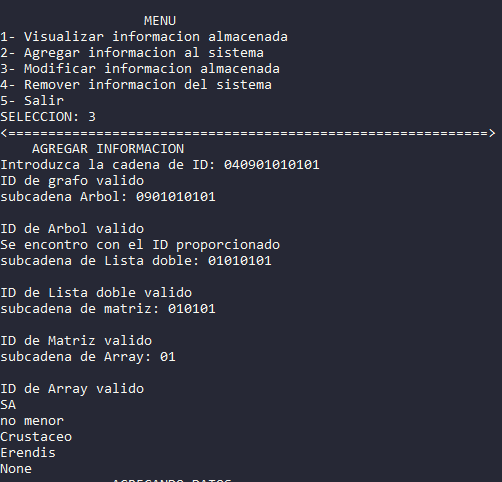 MENU
1- Visualizar informacion almacenada
2- Agregar informacion al sistema
3- Modificar informacion almacenada
4- Remover informacion del sistema
5- Salir
SELECCION: 3
<============================================================>
AGREGAR INFORMACION
Introduzca la cadena de ID: 040901010101
ID de grafo valido
subcadena Arbol: 0901010101
ID de Arbol valido
Se encontro con el ID proporcionado
subcadena de Lista doble: 01010101
ID de Lista doble valido
subcadena de matriz: 010101
ID de Matriz valido
subcadena de Array: 01
ID de Array valido
SA
no menor
Crustaceo
Erendis
None
AGREGANDO DATOS